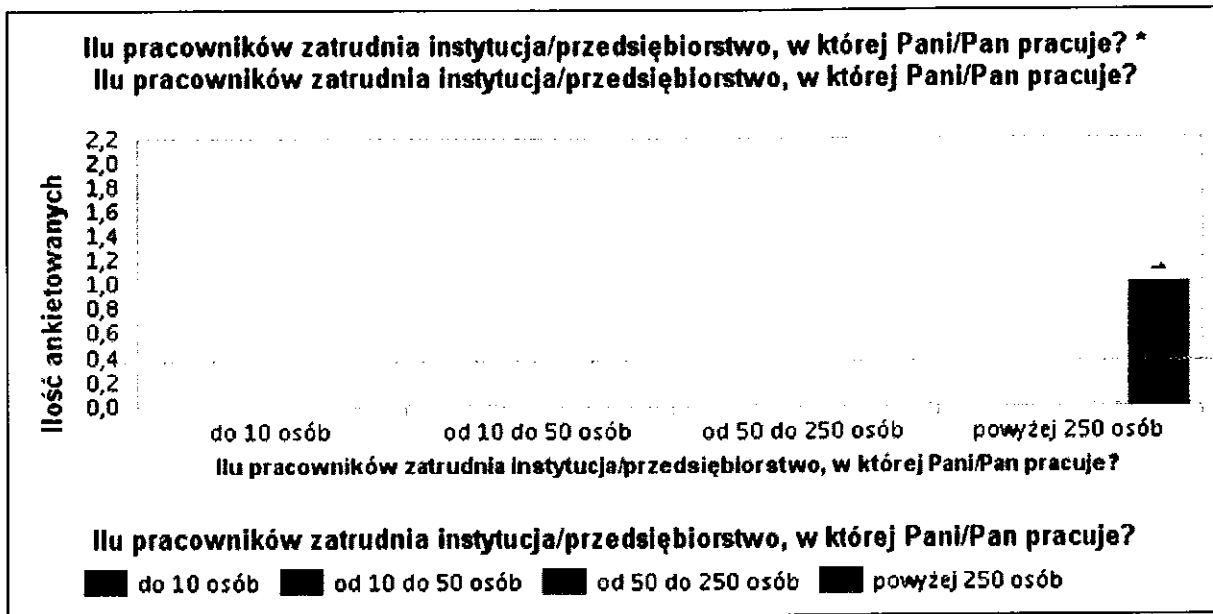 Ilu pracowników zatrudnia instytucja/przedsiębiorstwo, w której Pani/Pan pracuje? *
Ilu pracowników zatrudnia instytucja/przedsiębiorstwo, w której Pani/Pan pracuje?
Ilość ankietowanych
2,2
2,0
1,8
1,6
1,4
1,2
1,0
0,8
0,6
0,4
0,2
0,0
1
do 10 osób od 10 do 50 osób od 50 do 250 osób powyżej 250 osób
Ilu pracowników zatrudnia instytucja/przedsiębiorstwo, w której Pani/Pan pracuje?
Ilu pracowników zatrudnia instytucja/przedsiębiorstwo, w której Pani/Pan pracuje?
do 10 osób od 10 do 50 osób od 50 do 250 osób powyżej 250 osób